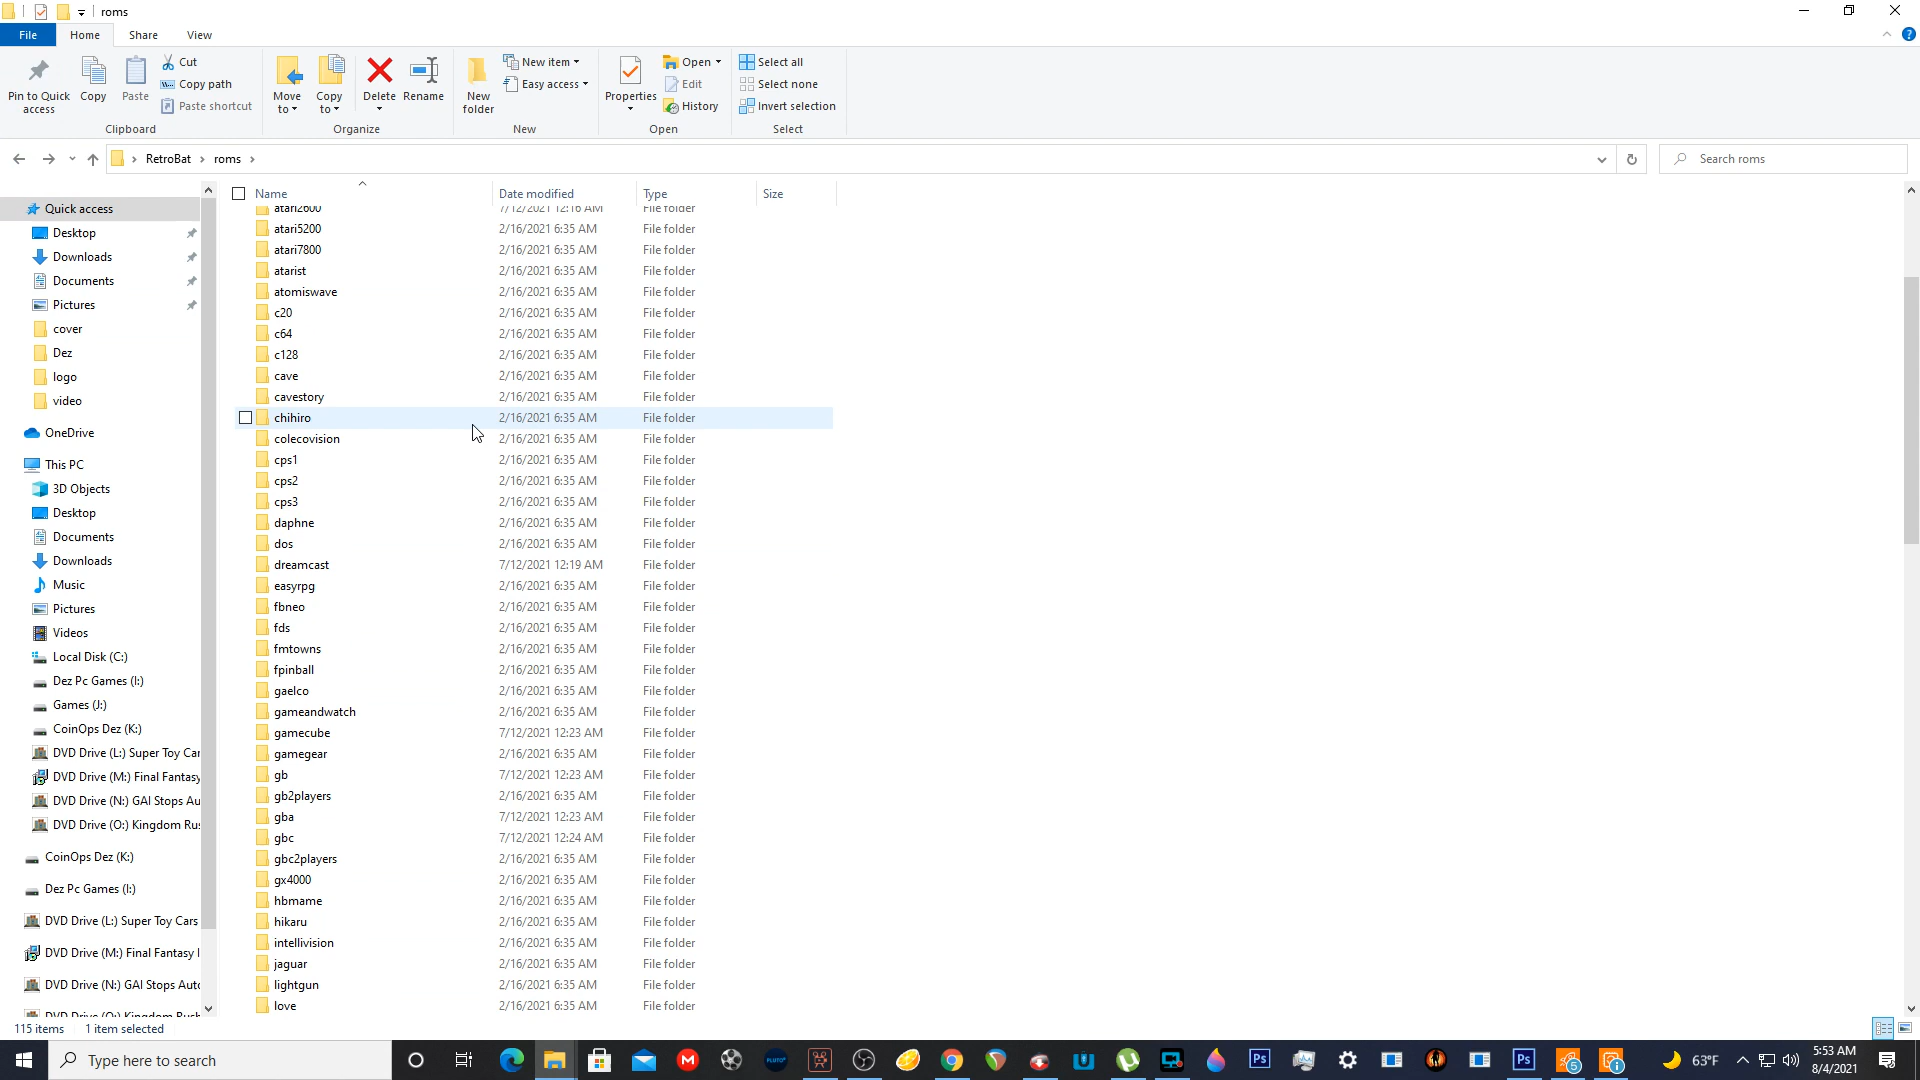 roms
File
Home
Share
View
Pin to Quick access
Copy
Paste
Cut
Copy path
Paste shortcut
Clipboard
Move to
Copy to
Delete
Rename
Organize
New folder
New item
Easy access
New
Properties
Open
Edit
History
Open
Select all
Select none
Invert selection
Select
RetroBat
roms
Search roms
Quick access
Desktop
Downloads
Documents
Pictures
cover
Dez
logo
video
OneDrive
This PC
3D Objects
Desktop
Documents
Downloads
Music
Pictures
Videos
Local Disk (C:)
Dez Pc Games (I:)
Games (J:)
CoinOps Dez (K:)
DVD Drive (L:) Super Toy Car
DVD Drive (M:) Final Fantasy
DVD Drive (N:) GAI Stops Au
DVD Drive (O:) Kingdom Rus
CoinOps Dez (K:)
Dez Pc Games (I:)
DVD Drive (L:) Super Toy Cars
DVD Drive (M:) Final Fantasy I
DVD Drive (N:) GAI Stops Auto
DVD Drive (O:) Kingdom Rush
Name Date modified Type Size
atari2600 7/12/2021 12:16 AM File folder
atari5200 2/16/2021 6:35 AM File folder
atari7800 2/16/2021 6:35 AM File folder
atarist 2/16/2021 6:35 AM File folder
atomiswave 2/16/2021 6:35 AM File folder
c20 2/16/2021 6:35 AM File folder
c64 2/16/2021 6:35 AM File folder
c128 2/16/2021 6:35 AM File folder
cave 2/16/2021 6:35 AM File folder
cavestory 2/16/2021 6:35 AM File folder
chihiro 2/16/2021 6:35 AM File folder
colecovision 2/16/2021 6:35 AM File folder
cps1 2/16/2021 6:35 AM File folder
cps2 2/16/2021 6:35 AM File folder
cps3 2/16/2021 6:35 AM File folder
daphne 2/16/2021 6:35 AM File folder
dos 2/16/2021 6:35 AM File folder
dreamcast 7/12/2021 12:19 AM File folder
easyrpg 2/16/2021 6:35 AM File folder
fbneo 2/16/2021 6:35 AM File folder
fds 2/16/2021 6:35 AM File folder
fmtowns 2/16/2021 6:35 AM File folder
fpinball 2/16/2021 6:35 AM File folder
gaelco 2/16/2021 6:35 AM File folder
gameandwatch 2/16/2021 6:35 AM File folder
gamecube 7/12/2021 12:23 AM File folder
gamegear 2/16/2021 6:35 AM File folder
gb 7/12/2021 12:23 AM File folder
gb2players 2/16/2021 6:35 AM File folder
gba 7/12/2021 12:23 AM File folder
gbc 7/12/2021 12:24 AM File folder
gbc2players 2/16/2021 6:35 AM File folder
gx4000 2/16/2021 6:35 AM File folder
hbmame 2/16/2021 6:35 AM File folder
hikaru 2/16/2021 6:35 AM File folder
intellivision 2/16/2021 6:35 AM File folder
jaguar 2/16/2021 6:35 AM File folder
lightgun 2/16/2021 6:35 AM File folder
love 2/16/2021 6:35 AM File folder
115 items 1 item selected
Type here to search
Ps
Ps
5
63°F
5:53 AM
8/4/2021